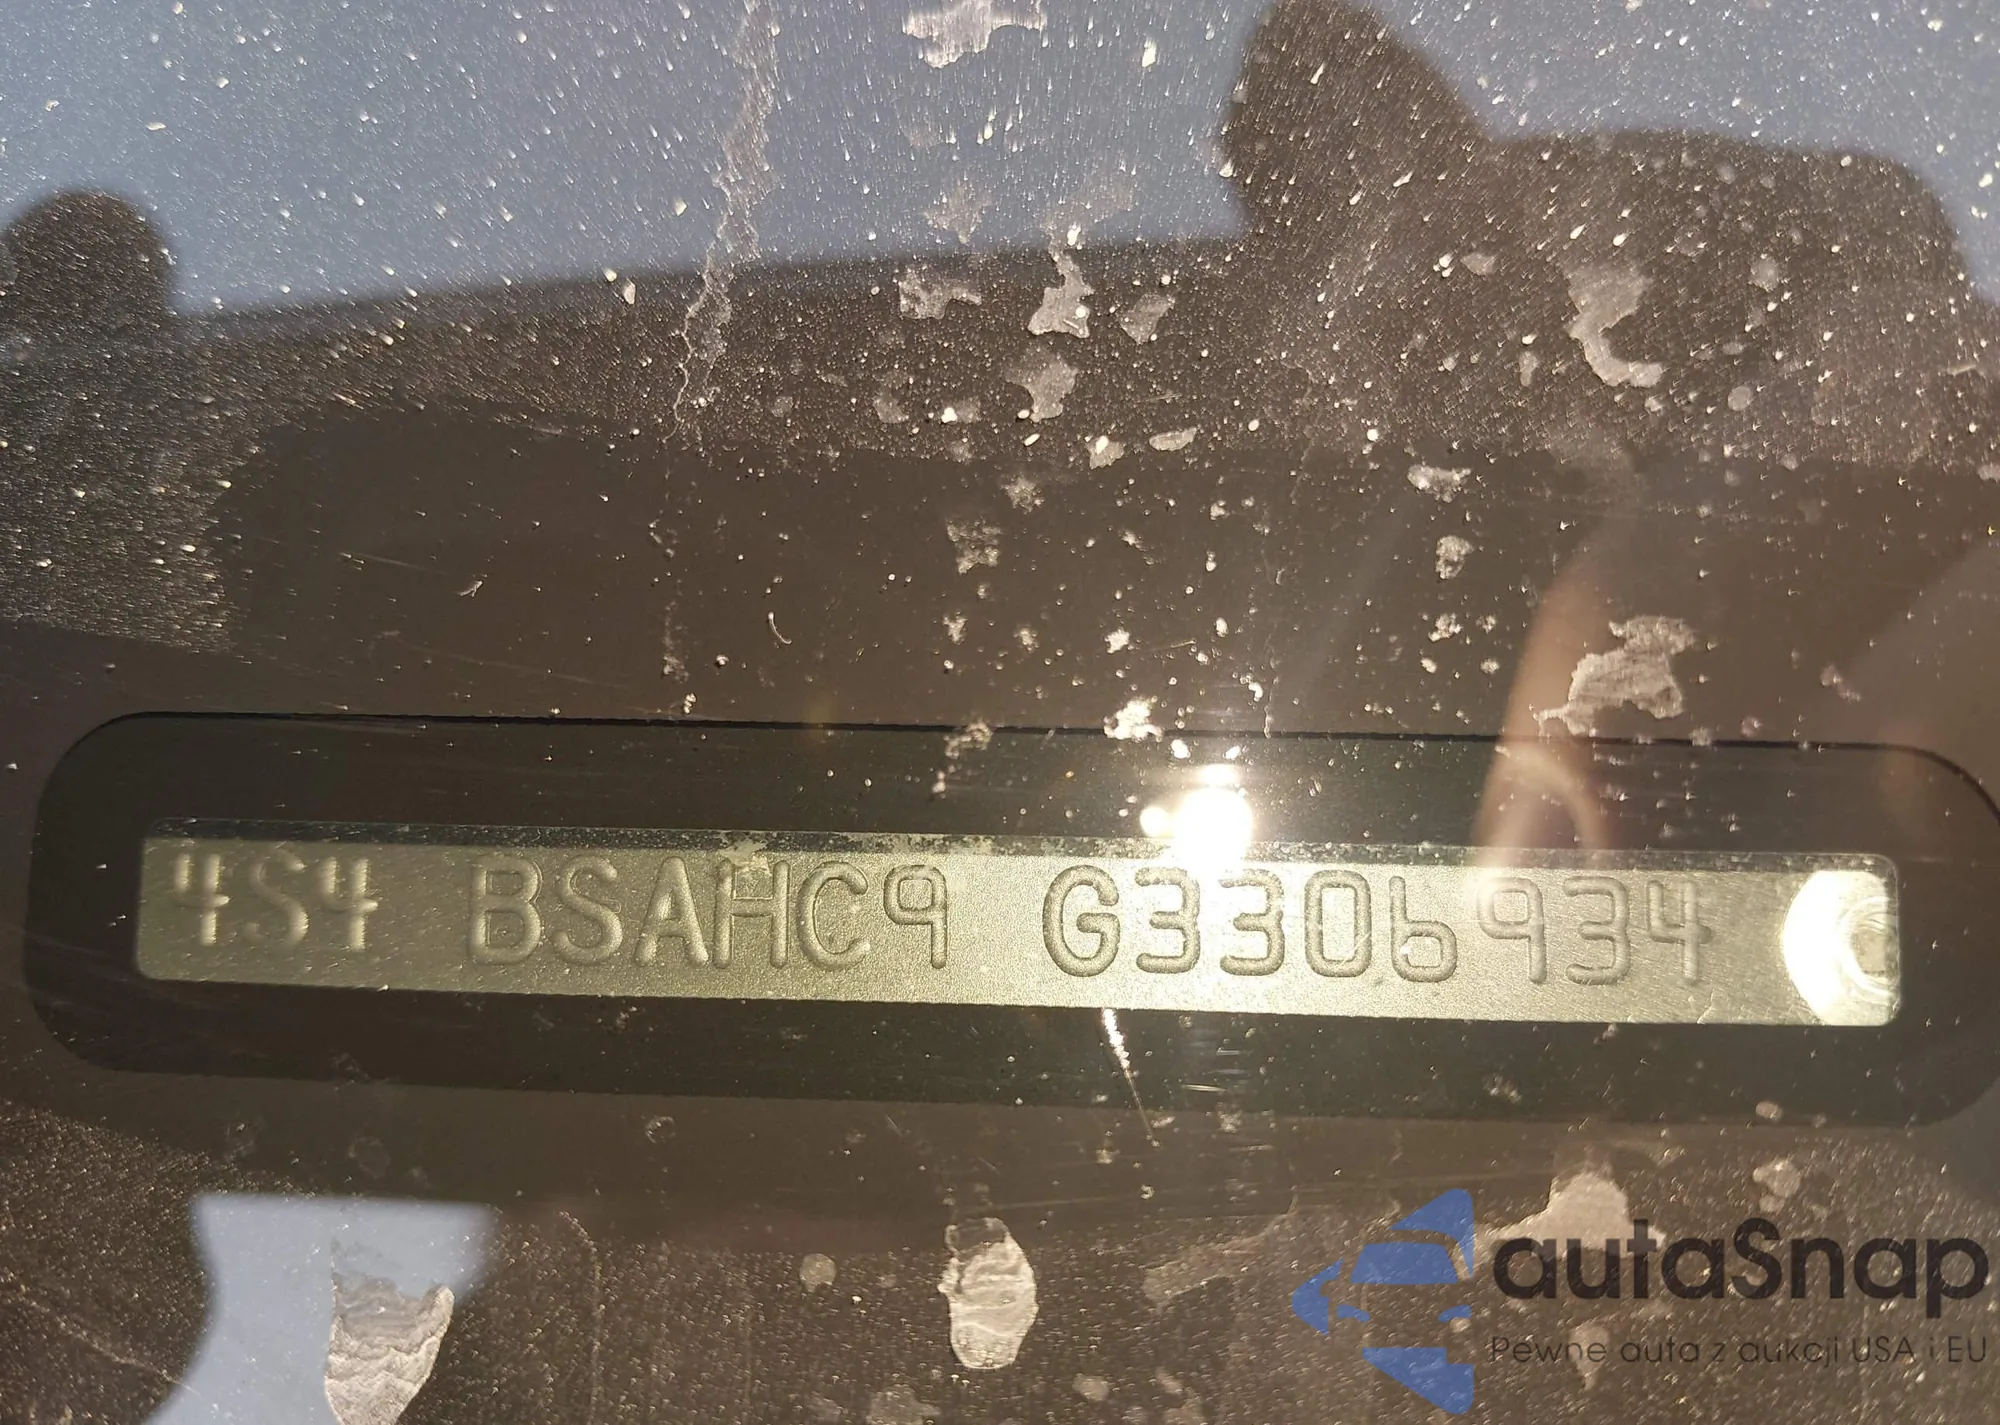 4S4 BSAHC9 G3306934
autaSnap
Pewne auta z aukcji USA i EU